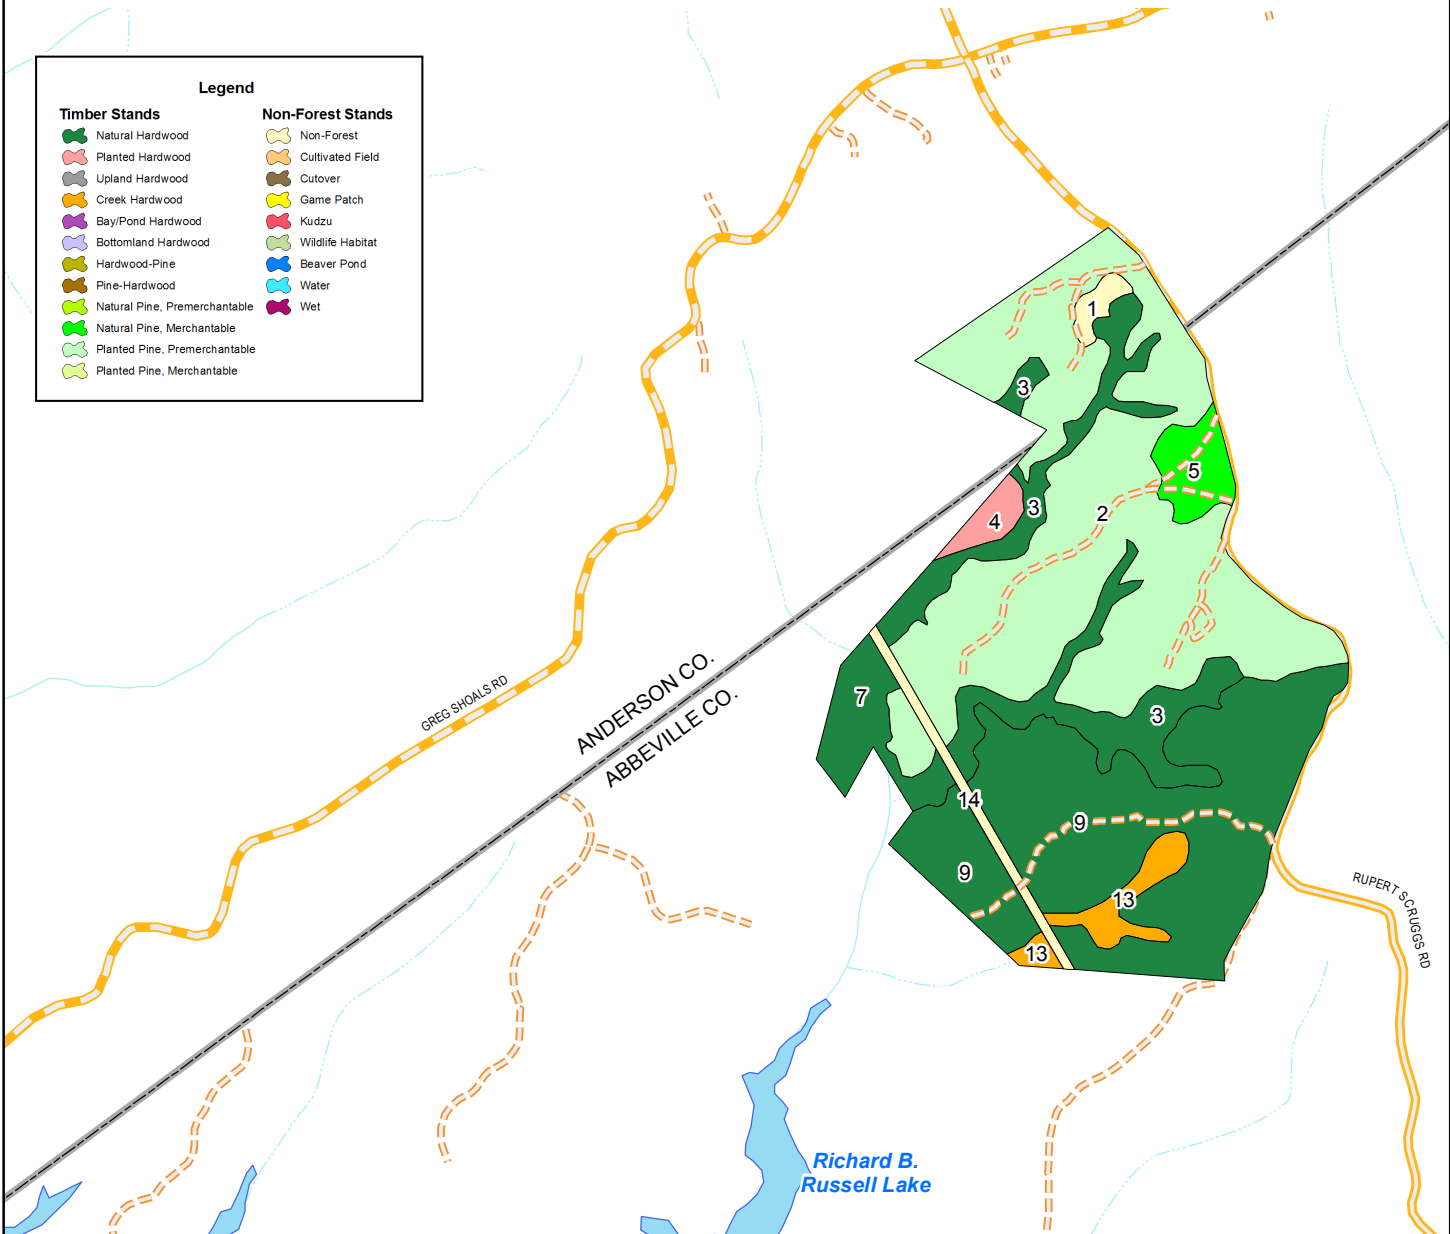 Legend
Timber Stands
Natural Hardwood
Planted Hardwood
Upland Hardwood
Creek Hardwood
Bay/Pond Hardwood
Bottomland Hardwood
Hardwood-Pine
Pine-Hardwood
Natural Pine, Premerchantable
Natural Pine, Merchantable
Planted Pine, Premerchantable
Planted Pine, Merchantable
Non-Forest Stands
Non-Forest
Cultivated Field
Cutover
Game Patch
Kudzu
Wildlife Habitat
Beaver Pond
Water
Wet
1
3
5
4
3
2
7
3
14
9
9
13
13
GREG SHOALS RD
ANDERSON CO.
ABBEVILLE CO.
RUPERT SCRUGGS RD
Richard B.
Russell Lake